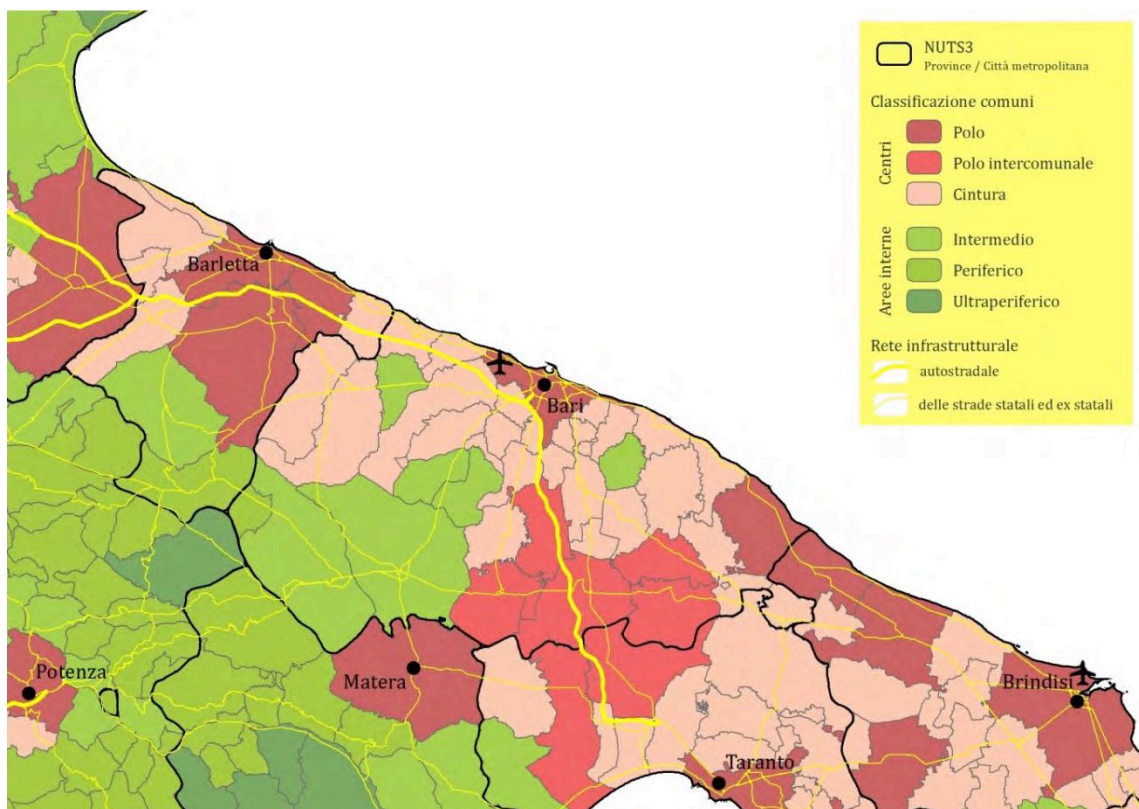 NUTS3
Province / Città metropolitana
Classificazione comuni
Centri
Polo
Polo intercomunale
Cintura
Aree interne
Intermedio
Periferico
Ultraperiferico
Rete infrastrutturale
autostradale
delle strade statali ed ex statali
Barletta
Bari
Potenza
Matera
Brindisi
Taranto